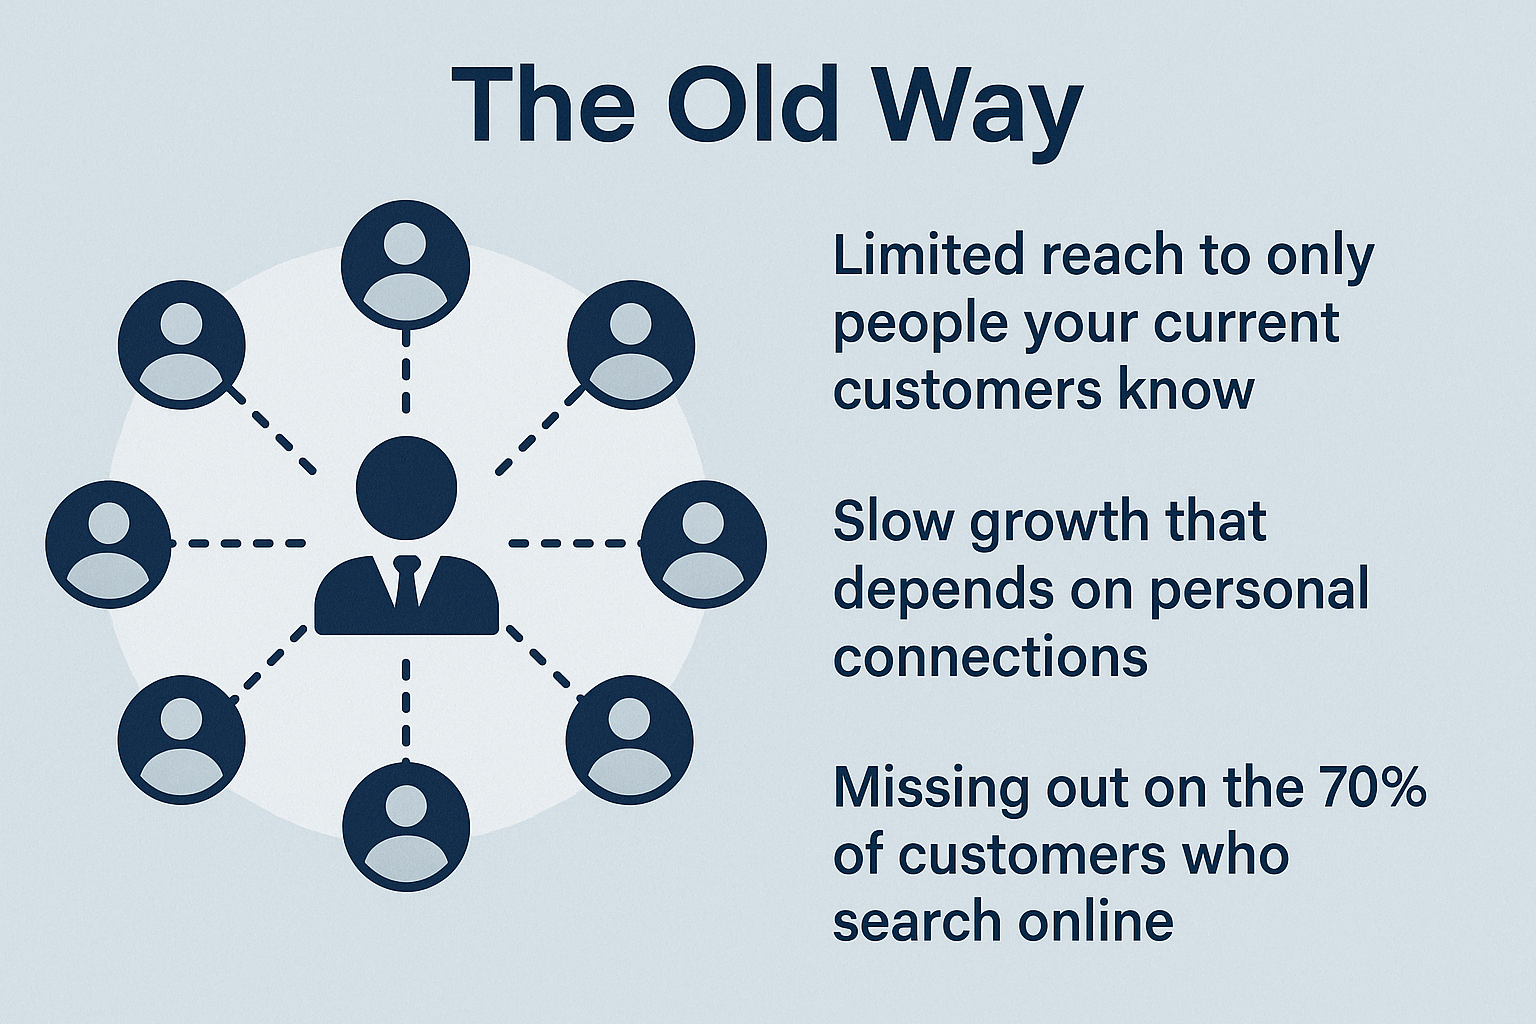 The Old Way
Limited reach to only
people your current
customers know
Slow growth that
depends on personal
connections
Missing out on the 70%
of customers who
search online